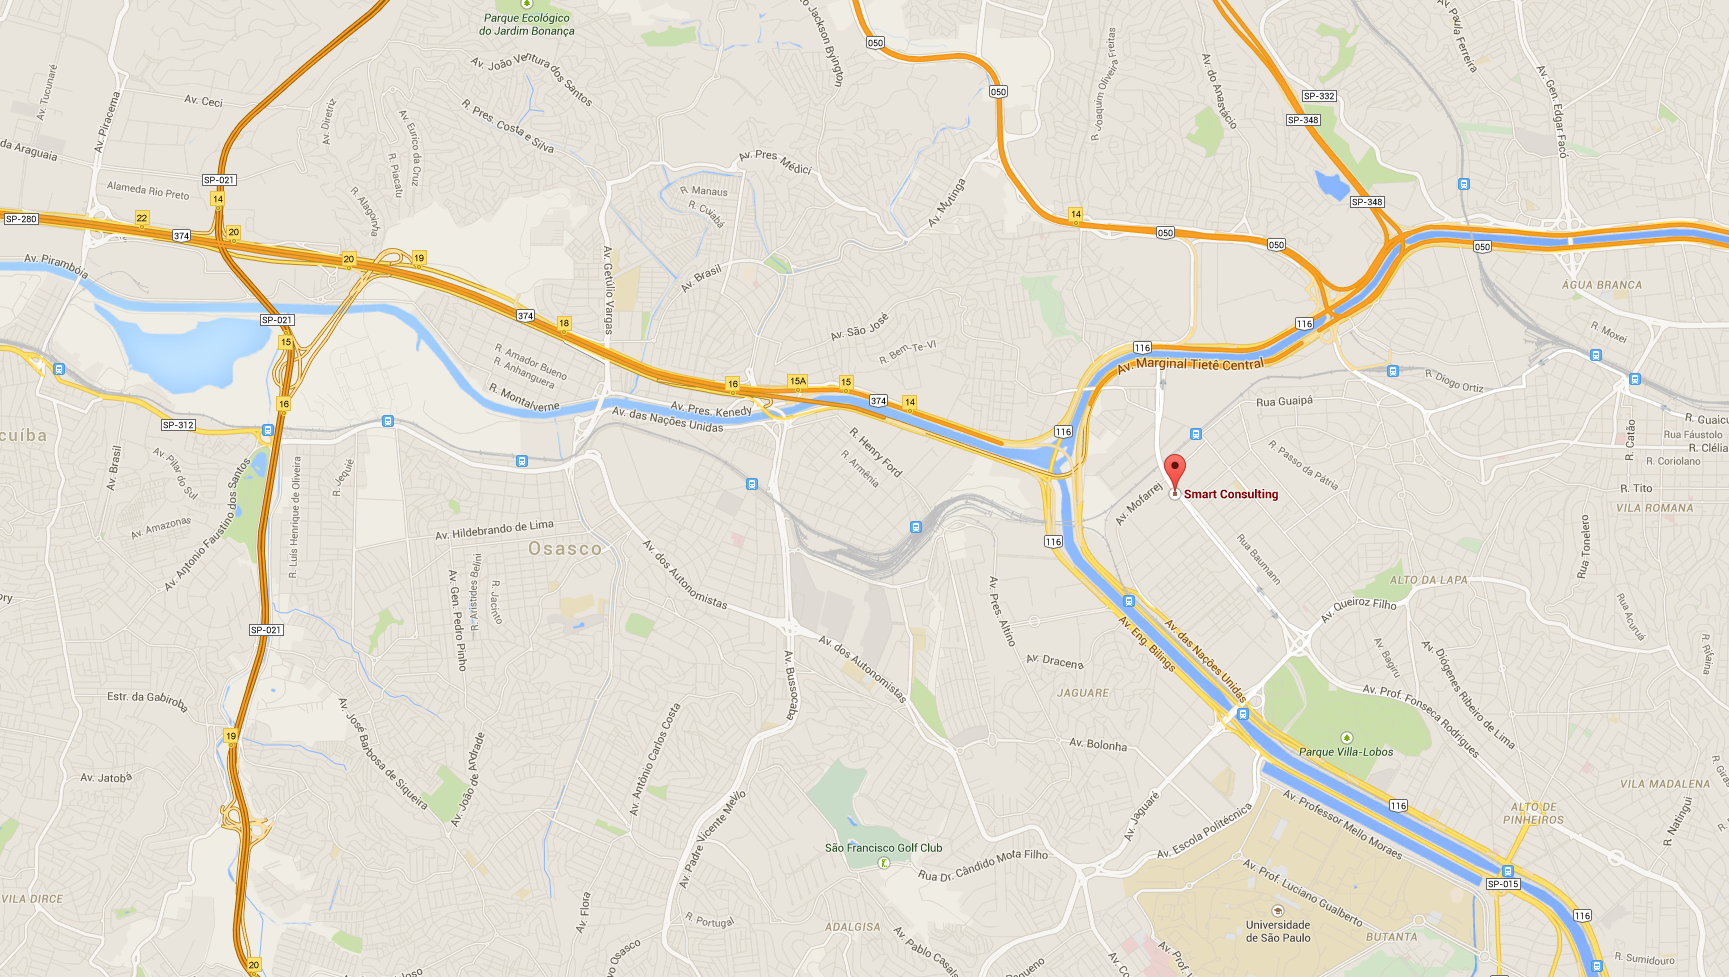 Parque Ecológico
do Jardim Bonança
Av. João Ventura dos Santos
Av. Tucunaré
Av. Piracema
Av. Ceci
Av. Diretriz
Av. Eurico da Cruz
R. Piacatu
R. Pres. Costa e Silva
da Araguaia
Alameda Rio Preto
R. Alagoinha
SP-021
14
SP-280
22
374
20
20
19
Av. Pirambóia
SP-021
15
16
Av. Getúlio Vargas
374
18
R. Manaus
R. Cuiabá
Av. Pres. Médici
Av. Mutinga
Av. Brasil
Av. São José
R. Bem-Te-VI
R. Amador Bueno
R. Anhanguera
R. Montalverne
Av. das Nações Unidas
Av. Pres. Kenedy
16
15A
15
374
14
050
050
R. Joaquim Oliveira Freitas
Av. do Anastacio
14
050
050
SP-332
SP-348
SP-348
Av. Paula Ferreira
Av. Gen. Edgar Facó
050
ÁGUA BRANCA
R. Moxei
116
116
Av. Marginal Tietê Central
116
R. Diogo Ortiz
Rua Guaipá
R. Passo da Pátria
R. Catão
Rua Fáustolo
R. Clélia
R. Coriolano
R. Tito
VILA ROMANA
Rua Tonelero
SP-312
cuíba
Av. Brasil
Av. Pilar do Sul
Av. Amazonas
Av. Antonio Faustino dos Santos
R. Luis Henrique de Oliveira
R. Jequié
Av. Hildebrando de Lima
Osasco
Av. Gen. Pedro Pinho
R. Aristides Belini
R. Jacinto
Av. dos Autonomistas
R. Henry Ford
R. Armênia
Smart Consulting
Av. Mofarrej
Rua Baumann
116
Av. Pres. Altino
ALTO DA LAPA
Av. Queiroz Filho
Rua Acuruá
R. Rifaina
Av. Bagiru
Av. Diógenes Ribeiro de Lima
SP-021
Av. Bussocaba
Av. dos Autonomistas
Av. Dracena
JAGUARE
Av. Eng. Bilings
Av. das Nações Unidas
Av. Prof. Fonseca Rodrigues
Parque Villa-Lobos
Estr. da Gabiroba
19
Av. Jatobá
Av. José Barbosa de Siqueira
Av. João de Andrade
Av. Antônio Carlos Costa
Av. Padre Vicente Melvlo
Av. Bolonha
Av. Jaguaré
Av. Escola Politécnica
Av. Professor Mello Moraes
116
ALTO DE
PINHEIROS
VILA MADALENA
R. Natingui
São Francisco Golf Club
Rua Dr. Cândido Mota Filho
Av. Prof. Luciano Gualberto
SP-015
Universidade
de São Paulo
BUTANTA
116
R. Sumidouro
VILA DIRCE
20
Av. Flora
R. Portugal
ADALGISA
Av. Pablo Casals